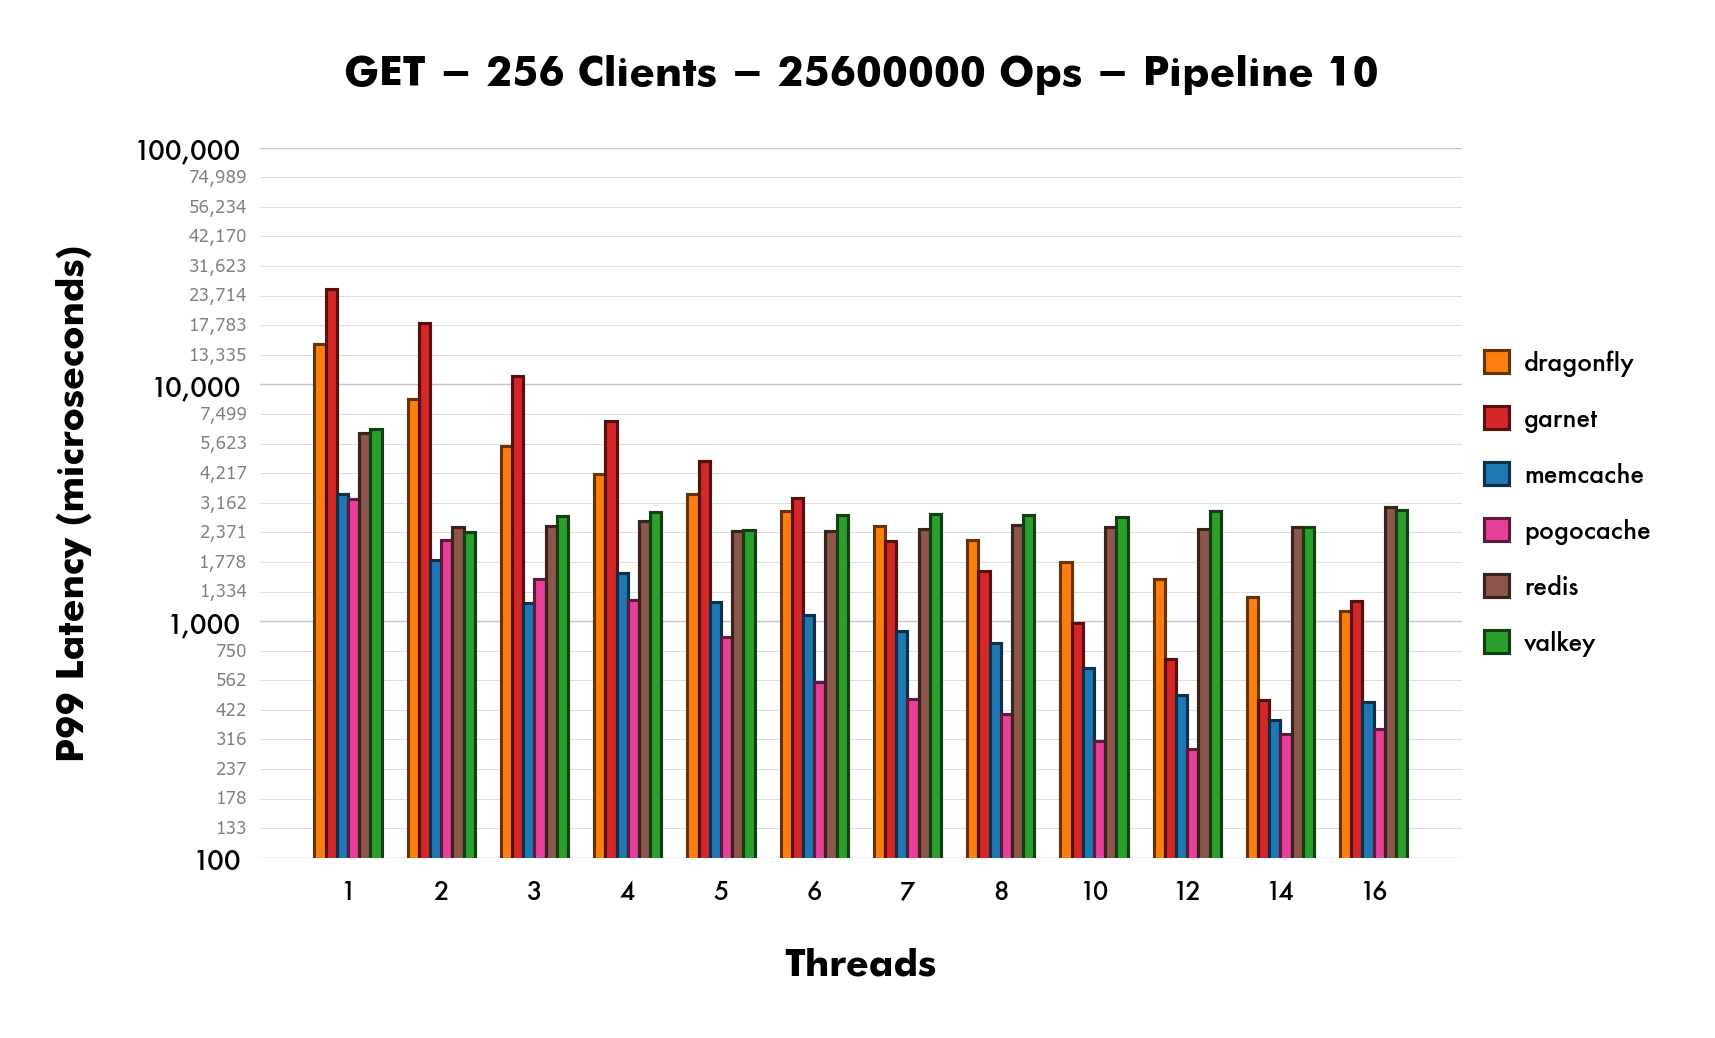 GET – 256 Clients – 25600000 Ops – Pipeline 10
P99 Latency (microseconds)
100,000
74,989
56,234
42,170
31,623
23,714
17,783
13,335
10,000
7,499
5,623
4,217
3,162
2,371
1,778
1,334
1,000
750
562
422
316
237
178
133
100
1 2 3 4 5 6 7 8 10 12 14 16
Threads
dragonfly
garnet
memcache
pogocache
redis
valkey